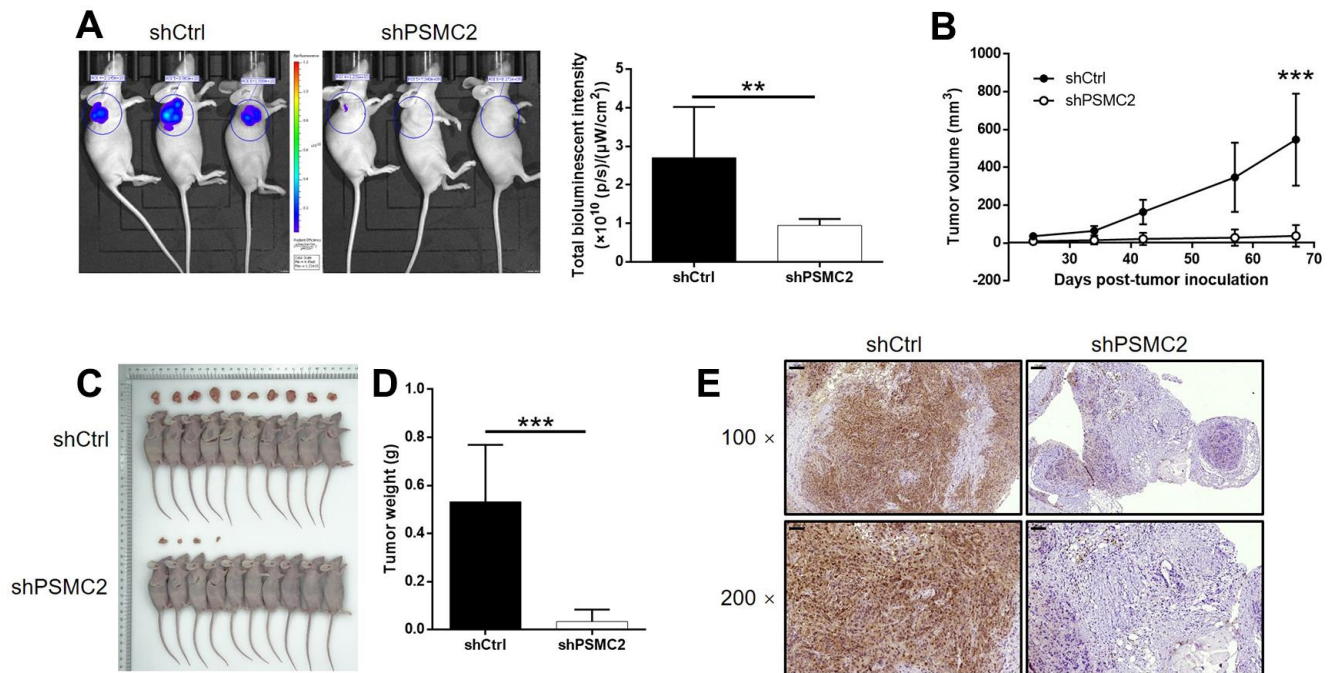 A
shCtrl
shPSMC2
Total bioluminescent intensity
(×10¹⁰ (p/s)/(μW/cm²))
5
4
3
2
1
0
**
shCtrl
shPSMC2
B
Tumor volume (mm³)
1000
800
600
400
200
0
-200
shCtrl
shPSMC2
***
30
40
50
60
70
Days post-tumor inoculation
C
shCtrl
shPSMC2
D
Tumor weight (g)
1.0
0.8
0.6
0.4
0.2
0.0
***
shCtrl
shPSMC2
E
shCtrl
shPSMC2
100 ×
200 ×